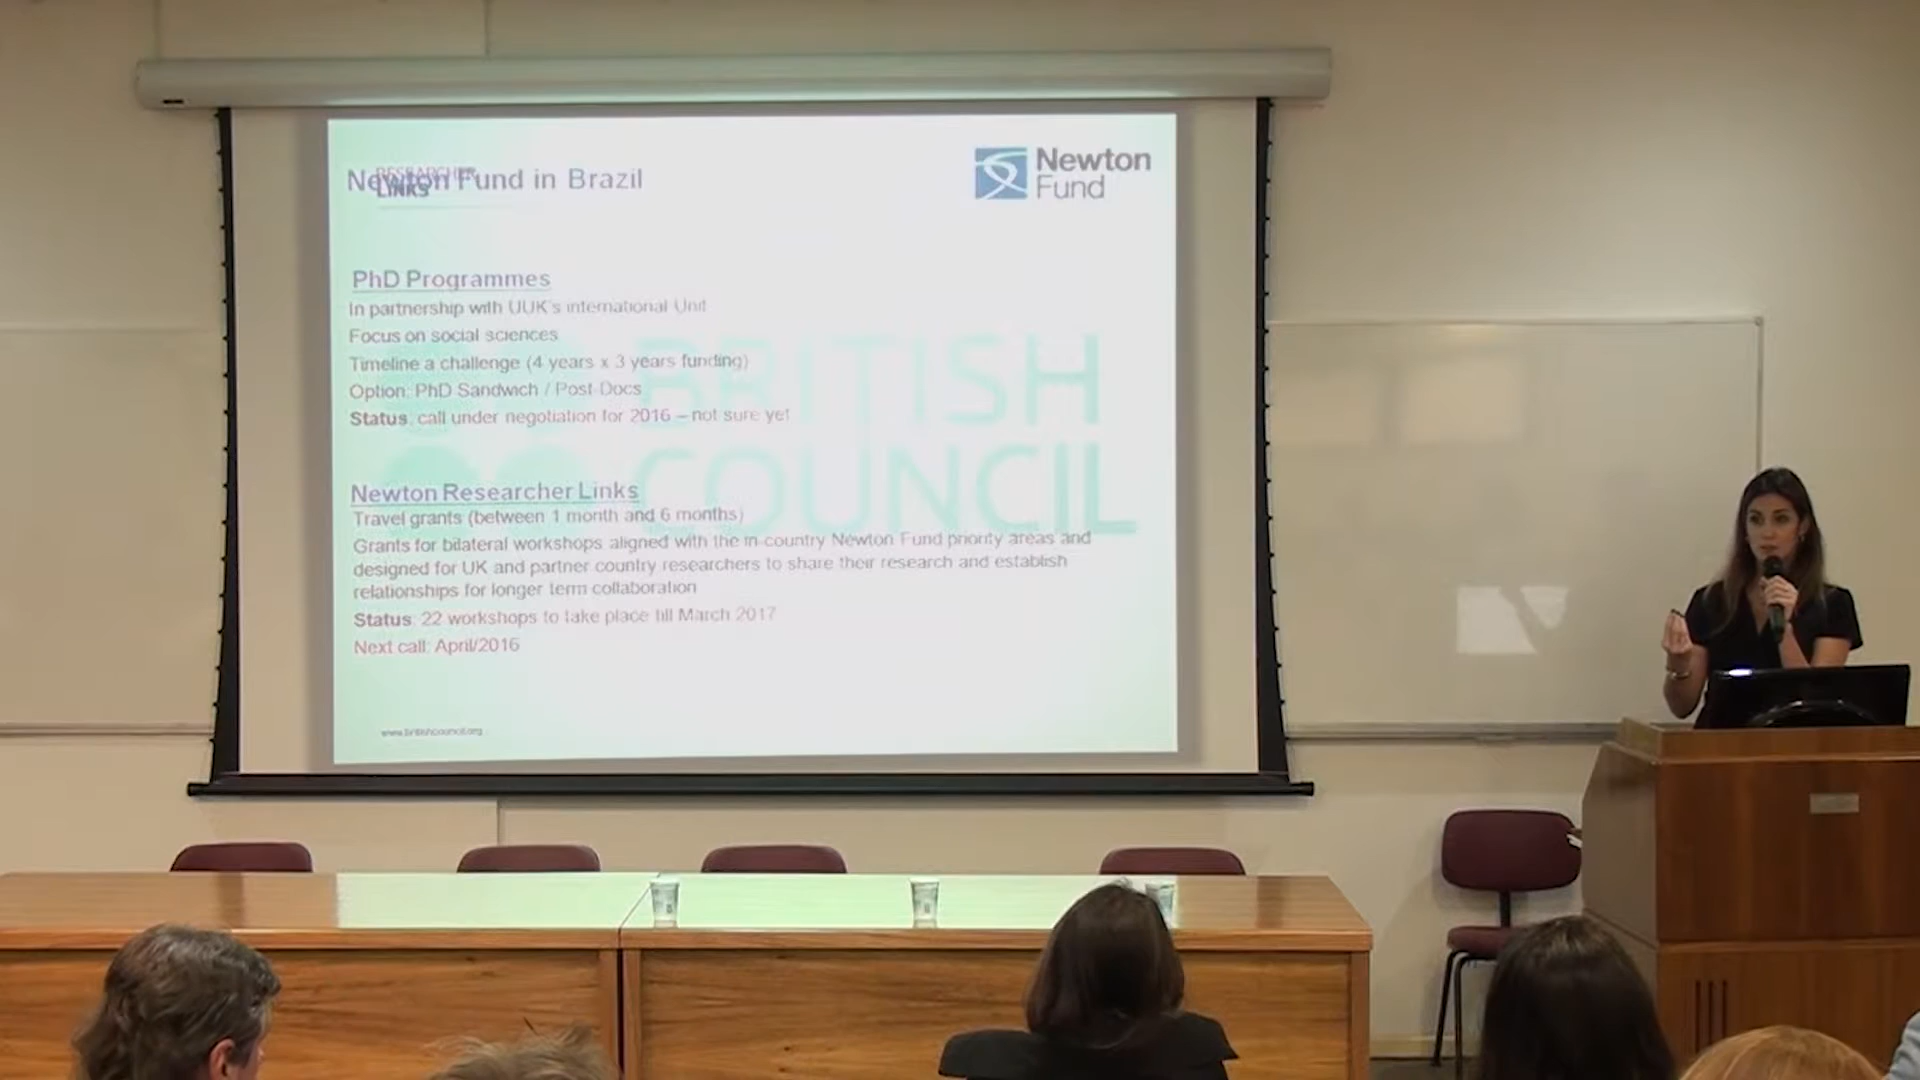 RESEARCHER
LINKS
Newton Fund in Brazil
Newton
Fund
PhD Programmes
In partnership with UUK's international Unit
Focus on social sciences
Timeline a challenge (4 years x 3 years funding)
Option: PhD Sandwich / Post-Docs
Status: call under negotiation for 2016 – not sure yet
BRITISH
COUNCIL
Newton Researcher Links
Travel grants (between 1 month and 6 months)
Grants for bilateral workshops aligned with the in-country Newton Fund priority areas and
designed for UK and partner country researchers to share their research and establish
relationships for longer term collaboration
Status: 22 workshops to take place till March 2017
Next call: April/2016
www.britishcouncil.org